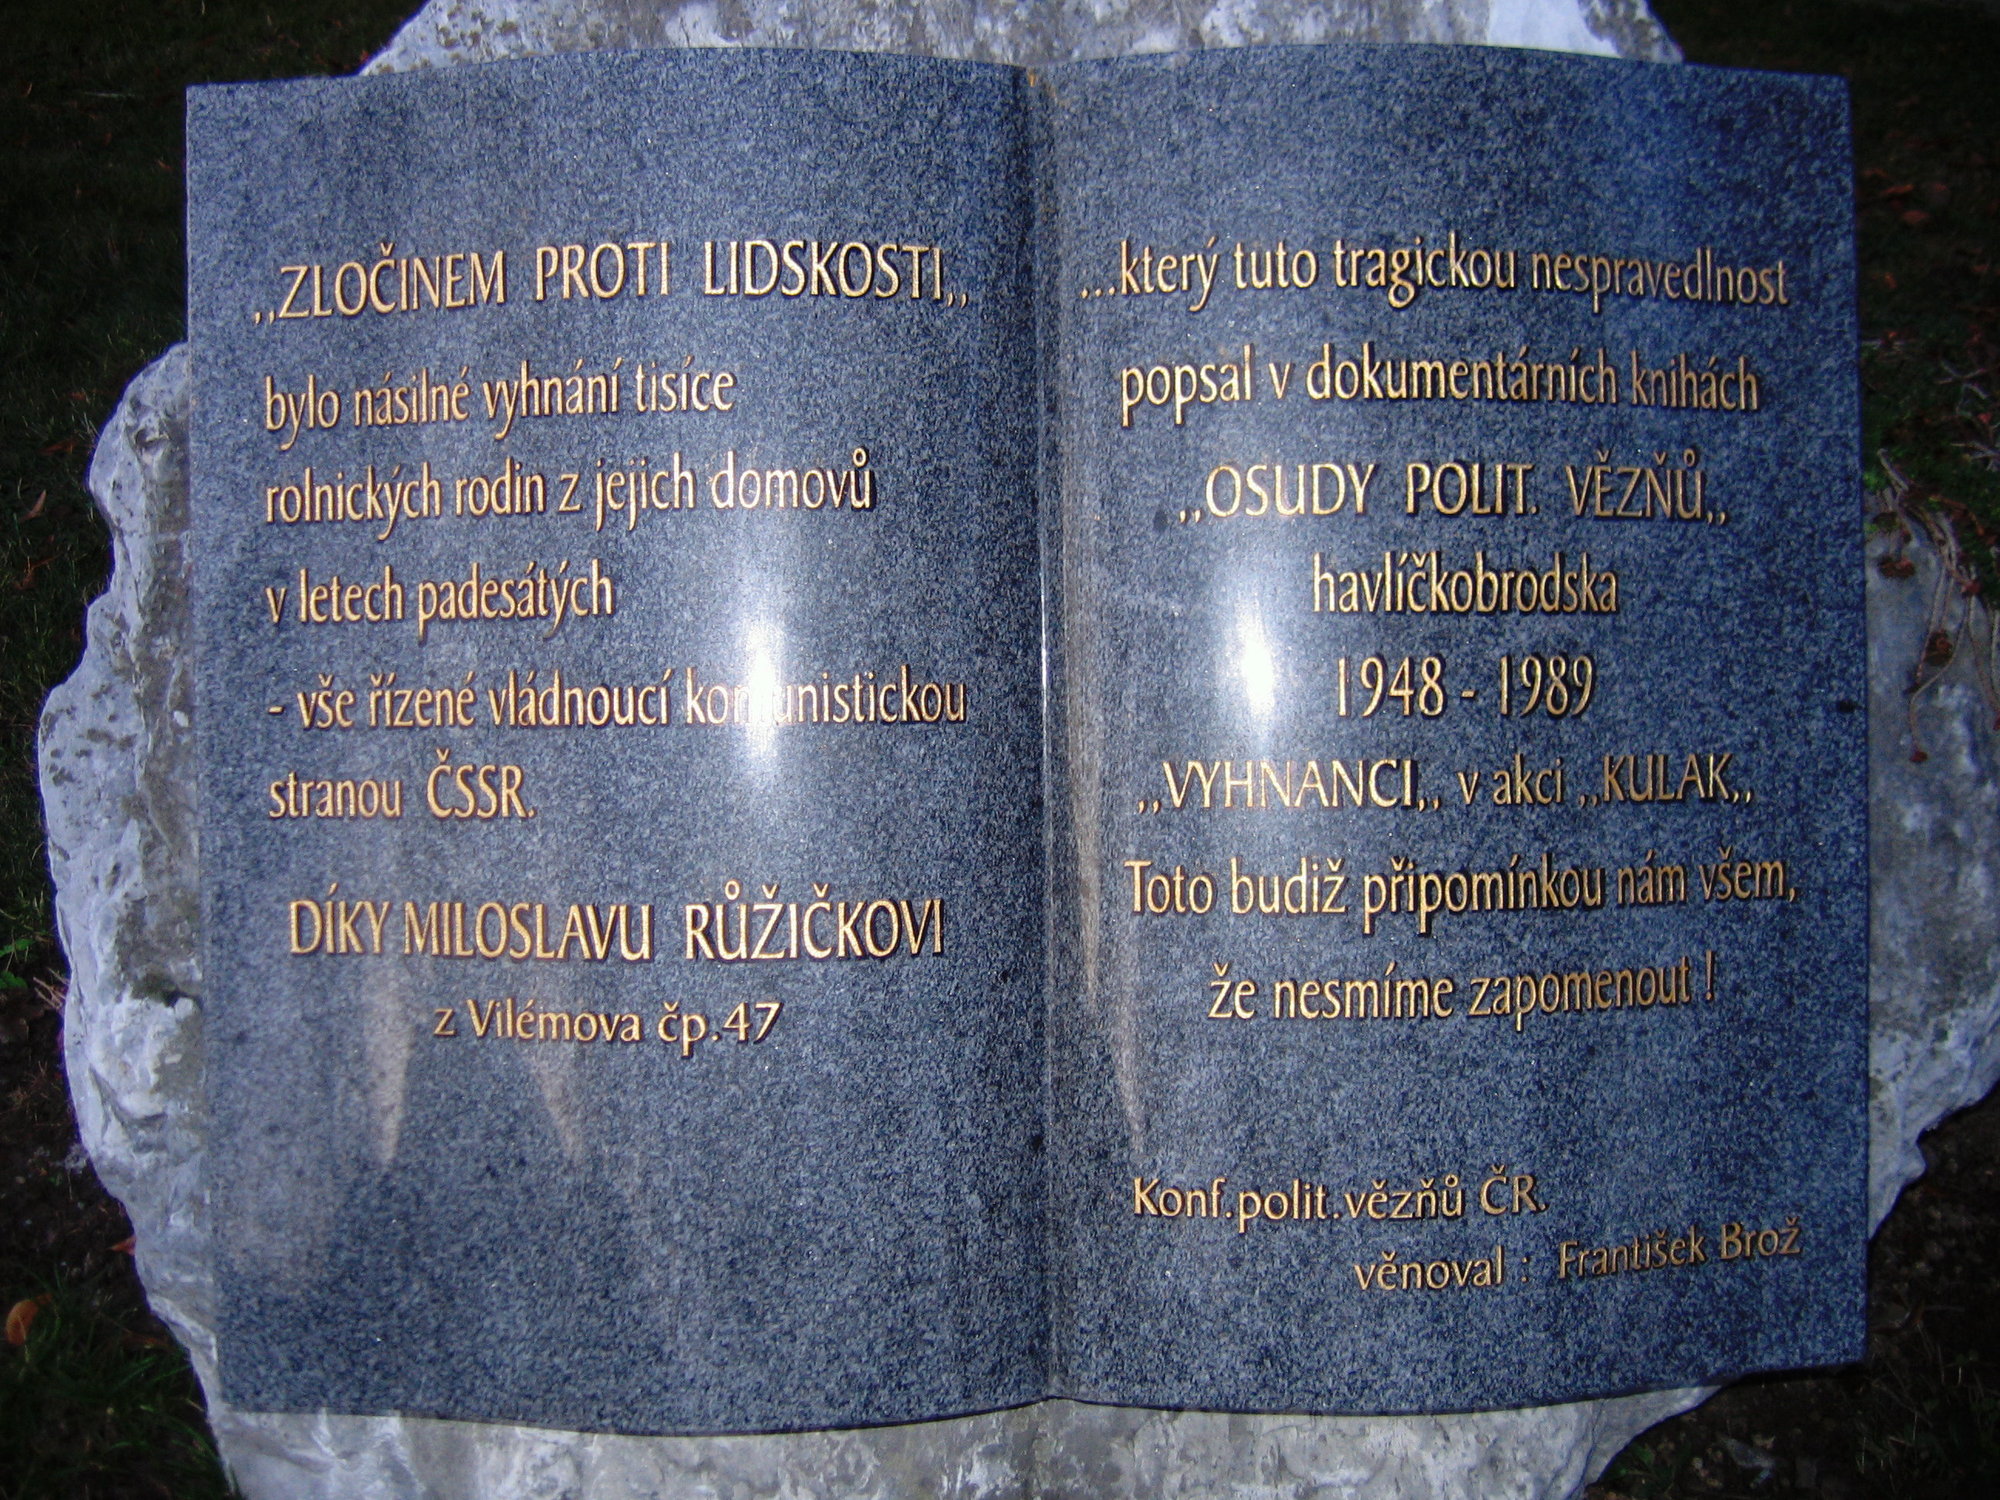 ,,ZLOČINEM PROTI LIDSKOSTI,,
bylo násilné vyhnání tisíce
rolnických rodin z jejich domovů
v letech padesátých
- vše řízené vládnoucí komunistickou
stranou ČSSR.
DÍKY MILOSLAVU RŮŽIČKOVI
z Vilémova čp.47
...který tuto tragickou nespravedlnost
popsal v dokumentárních knihách
,,OSUDY POLIT. VĚZŇŮ,,
havlíčkobrodska
1948 - 1989
,,VYHNANCI,, v akci ,,KULAK,,
Toto budiž připomínkou nám všem,
že nesmíme zapomenout !
Konf.polit.vězňů ČR.
věnoval : František Brož